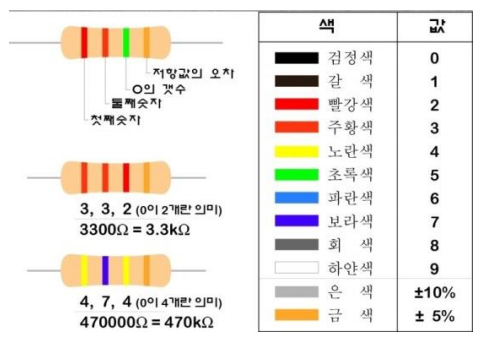 저항값의 오차
0의 갯수
둘째숫자
첫째숫자
3, 3, 2 (0이 2개란 의미)
3300Ω = 3.3kΩ
4, 7, 4 (0이 4개란 의미)
470000Ω = 470kΩ
색 값
검정색 0
갈 색 1
빨강색 2
주황색 3
노란색 4
초록색 5
파란색 6
보라색 7
회 색 8
하얀색 9
은 색 ±10%
금 색 ± 5%